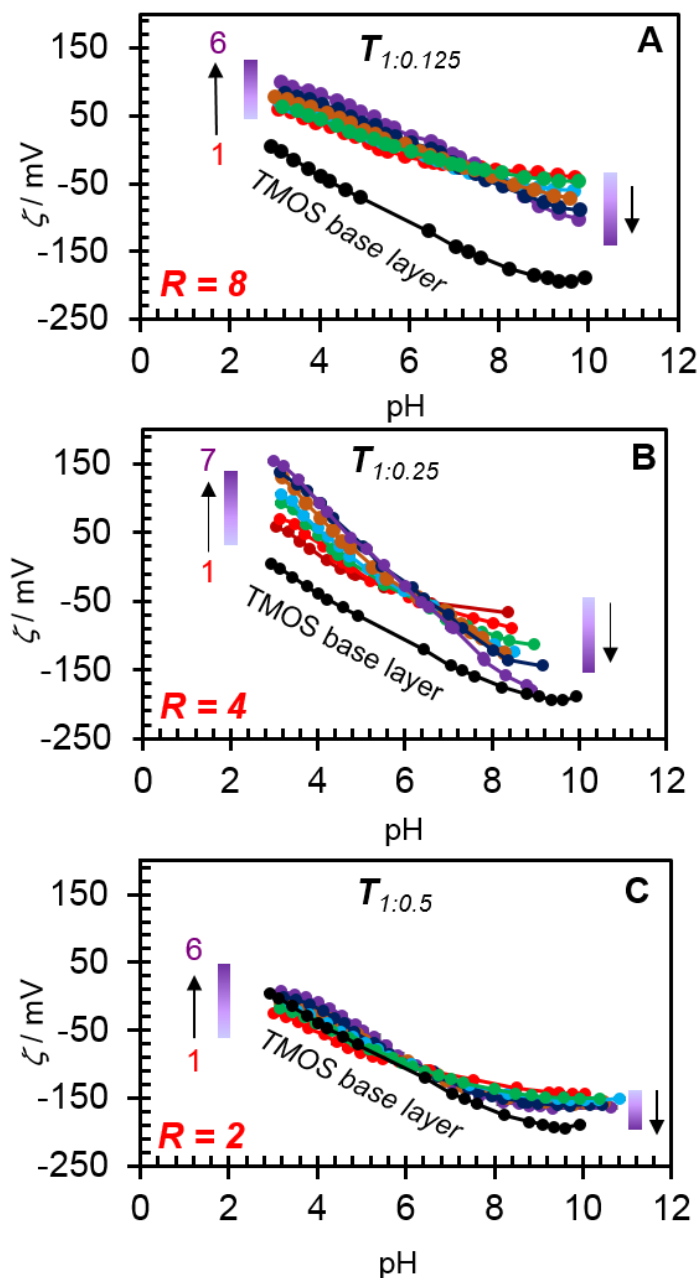 A
T1:0.125
6
1
150
50
-50
-150
-250
ζ / mV
TMOS base layer
R = 8
0 2 4 6 8 10 12
pH
B
T1:0.25
7
1
150
50
-50
-150
-250
ζ / mV
TMOS base layer
R = 4
0 2 4 6 8 10 12
pH
C
T1:0.5
6
1
150
50
-50
-150
-250
ζ / mV
TMOS base layer
R = 2
0 2 4 6 8 10 12
pH